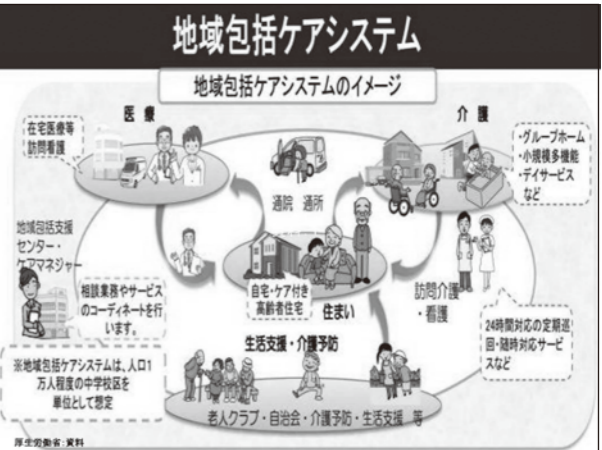 地域包括ケアシステム
地域包括ケアシステムのイメージ
医療
介護
在宅医療等
訪問看護
・グループホーム
・小規模多機能
・デイサービス
など
通院 通所
地域包括支援
センター・
ケアマネジャー
相談業務やサービス
のコーディネートを行
います。
自宅・ケア付き
高齢者住宅
住まい
訪問介護
・看護
24時間対応の定期巡
回・随時対応サービ
スなど
生活支援・介護予防
※地域包括ケアシステムは、人口1
万人程度の中学校区を
単位として想定
老人クラブ・自治会・介護予防・生活支援 等
厚生労働省:資料